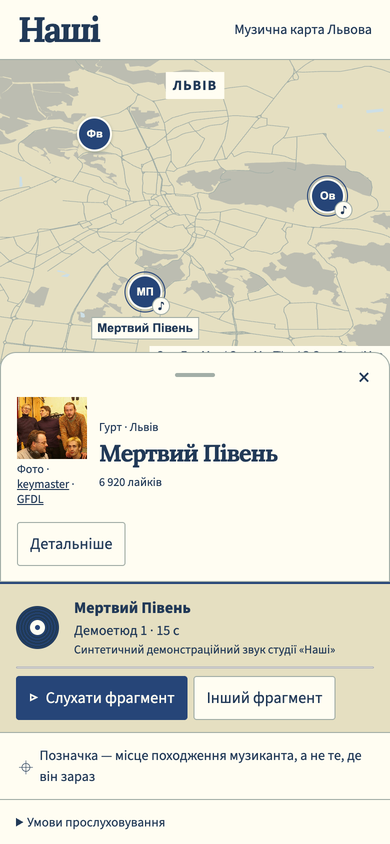 Наші
Музична карта Львова
ЛЬВІВ
Фв
Ов
♪
МП
♪
Мертвий Півень
×
Гурт · Львів
Мертвий Півень
6 920 лайків
Фото ·
keymaster ·
GFDL
Детальніше
Мертвий Півень
Демоетюд 1 · 15 с
Синтетичний демонстраційний звук студії «Наші»
Слухати фрагмент
Інший фрагмент
Позначка — місце походження музиканта, а не те, де
він зараз
Умови прослуховування